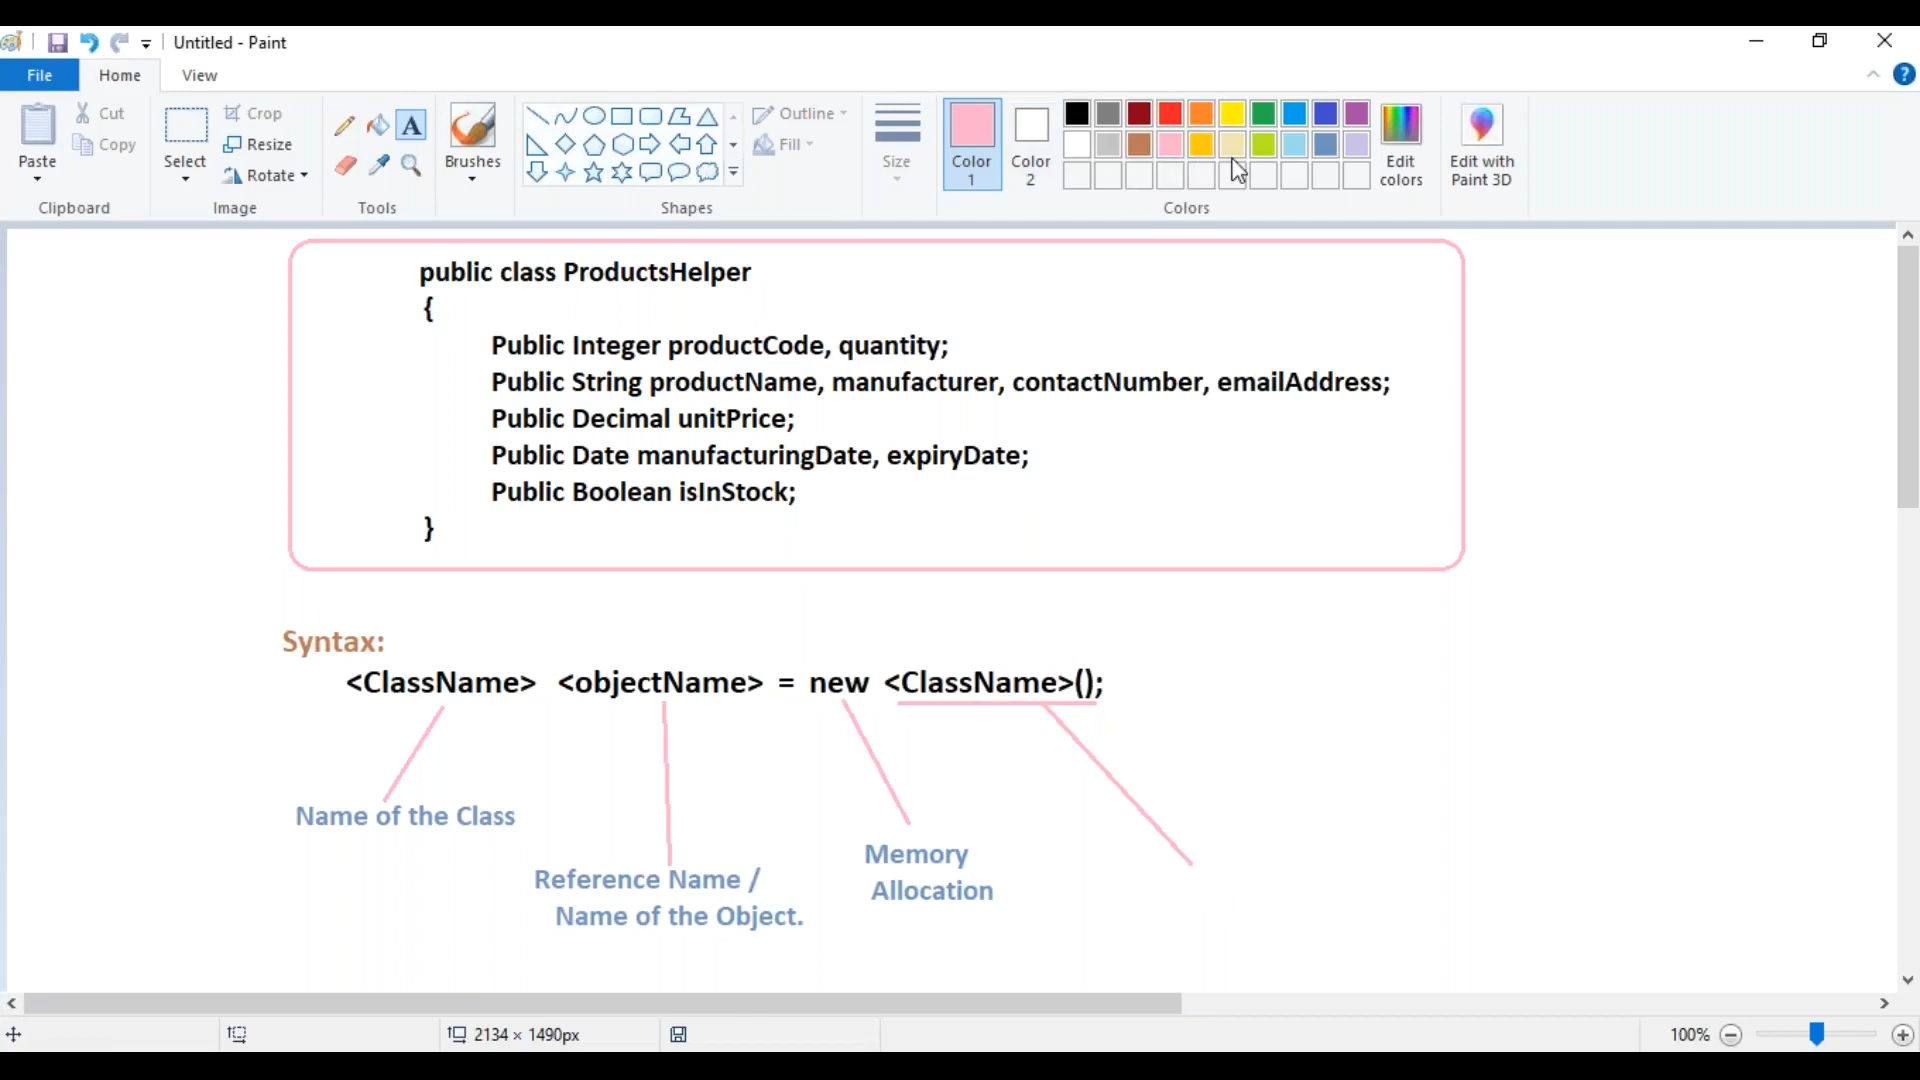 Untitled - Paint
File Home View
Paste
Cut
Copy
Clipboard
Select
Crop
Resize
Rotate
Image
A
Tools
Brushes
Shapes
Outline
Fill
Size
Color 1
Color 2
Colors
Edit colors
Edit with Paint 3D
?
public class ProductsHelper
{
Public Integer productCode, quantity;
Public String productName, manufacturer, contactNumber, emailAddress;
Public Decimal unitPrice;
Public Date manufacturingDate, expiryDate;
Public Boolean isInStock;
}
Syntax:
<ClassName> <objectName> = new <ClassName>();
Name of the Class
Reference Name /
Name of the Object.
Memory
Allocation
2134 × 1490px
100%